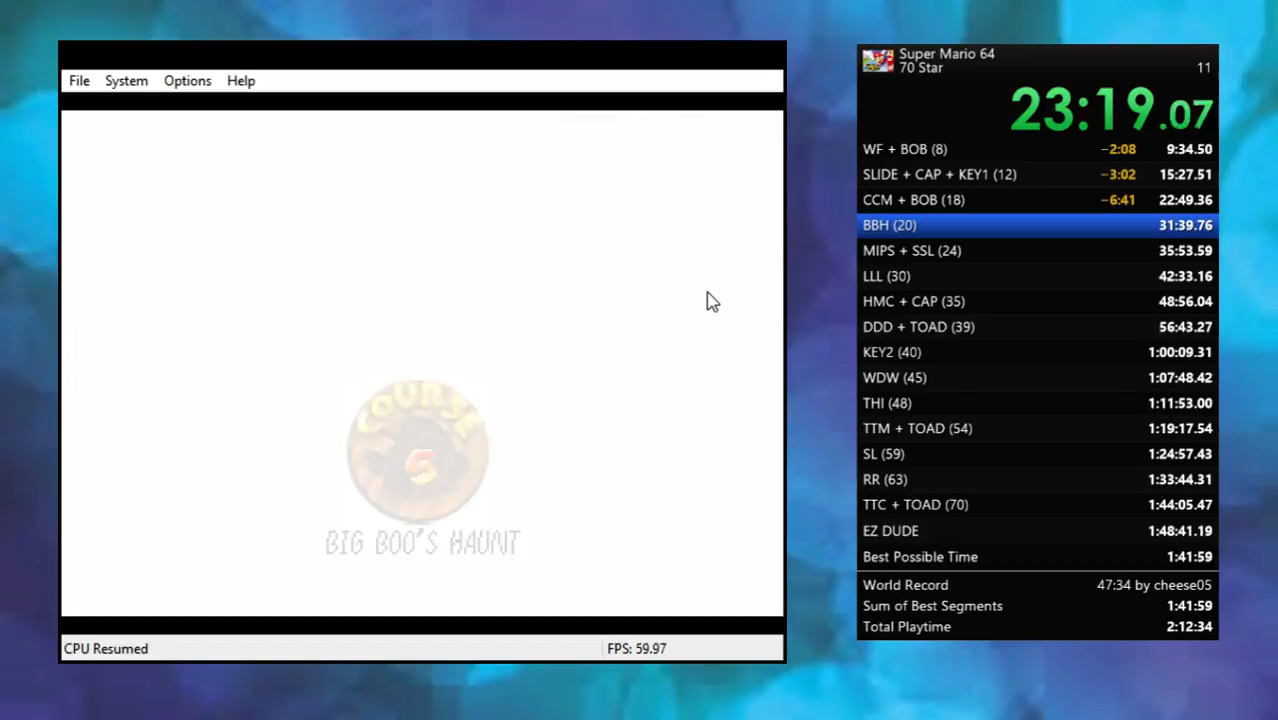 File System Options Help
COURSE
5
BIG BOO'S HAUNT
CPU Resumed FPS: 59.97
Super Mario 64
70 Star 11
23:19.07
WF + BOB (8) −2:08 9:34.50
SLIDE + CAP + KEY1 (12) −3:02 15:27.51
CCM + BOB (18) −6:41 22:49.36
BBH (20) 31:39.76
MIPS + SSL (24) 35:53.59
LLL (30) 42:33.16
HMC + CAP (35) 48:56.04
DDD + TOAD (39) 56:43.27
KEY2 (40) 1:00:09.31
WDW (45) 1:07:48.42
THI (48) 1:11:53.00
TTM + TOAD (54) 1:19:17.54
SL (59) 1:24:57.43
RR (63) 1:33:44.31
TTC + TOAD (70) 1:44:05.47
EZ DUDE 1:48:41.19
Best Possible Time 1:41:59
World Record 47:34 by cheese05
Sum of Best Segments 1:41:59
Total Playtime 2:12:34